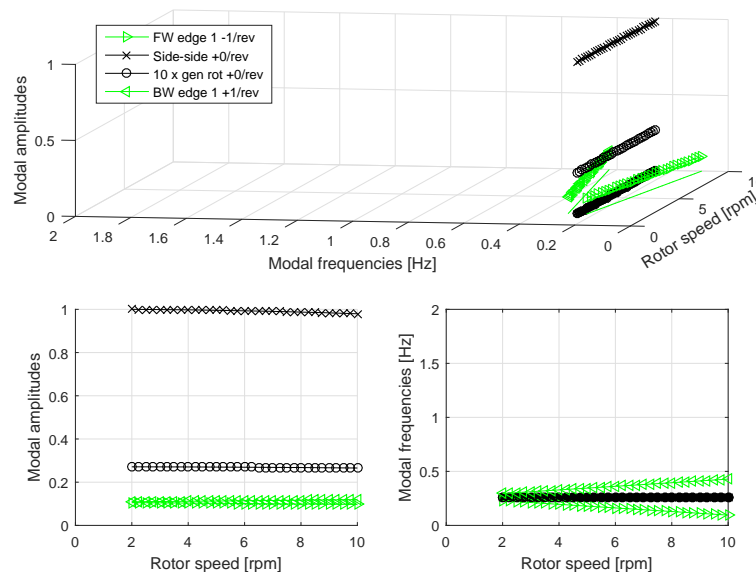 1
0.5
0
Modal amplitudes
FW edge 1 -1/rev
Side-side +0/rev
10 x gen rot +0/rev
BW edge 1 +1/rev
2
1.8
1.6
1.4
1.2
1
0.8
0.6
0.4
0.2
0
Modal frequencies [Hz]
0
5
1
Rotor speed [rpm]
1
0.8
0.6
0.4
0.2
0
Modal amplitudes
0 2 4 6 8 10
Rotor speed [rpm]
2
1.5
1
0.5
0
Modal frequencies [Hz]
0 2 4 6 8 10
Rotor speed [rpm]